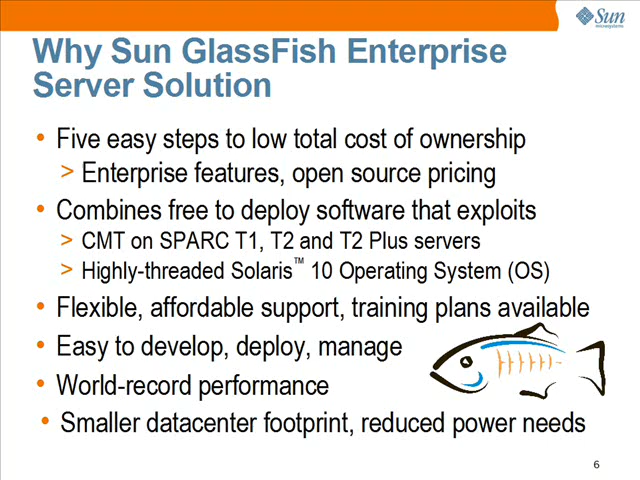 Sun
microsystems
Why Sun GlassFish Enterprise
Server Solution
• Five easy steps to low total cost of ownership
> Enterprise features, open source pricing
• Combines free to deploy software that exploits
> CMT on SPARC T1, T2 and T2 Plus servers
> Highly-threaded Solaris™ 10 Operating System (OS)
• Flexible, affordable support, training plans available
• Easy to develop, deploy, manage
• World-record performance
• Smaller datacenter footprint, reduced power needs
6